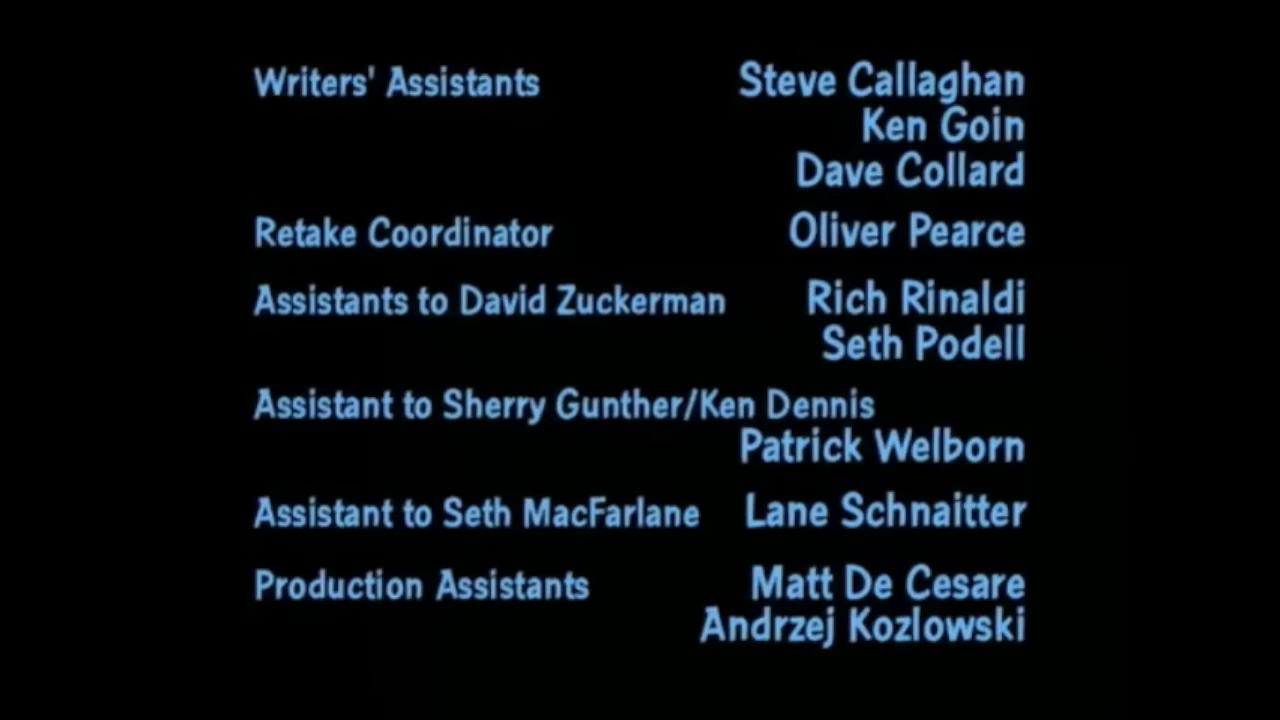 Writers' Assistants Steve Callaghan
Ken Goin
Dave Collard
Retake Coordinator Oliver Pearce
Assistants to David Zuckerman Rich Rinaldi
Seth Podell
Assistant to Sherry Gunther/Ken Dennis
Patrick Welborn
Assistant to Seth MacFarlane Lane Schnaitter
Production Assistants Matt De Cesare
Andrzej Kozlowski